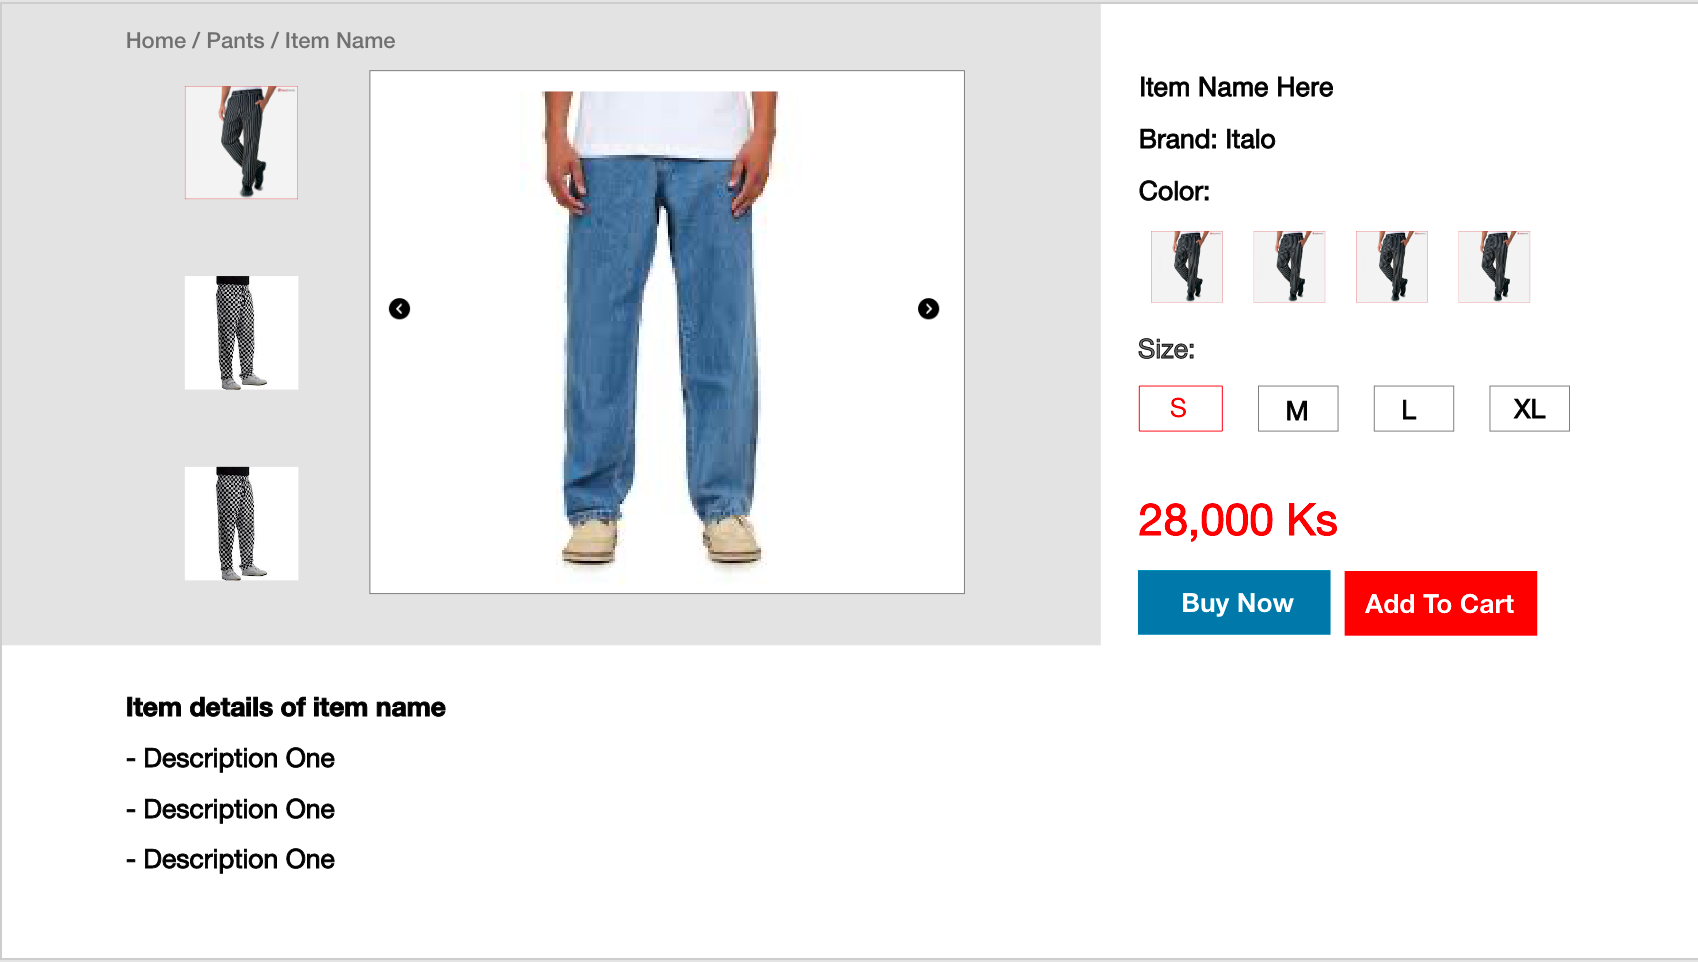 Home / Pants / Item Name
Item Name Here
Brand: Italo
Color:
Size:
S M L XL
28,000 Ks
Buy Now Add To Cart
Item details of item name
- Description One
- Description One
- Description One